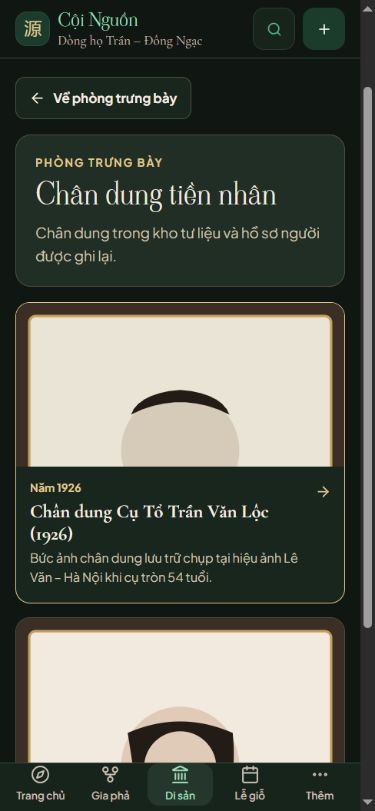 源
Cội Nguồn
Dòng họ Trần – Đông Ngạc
Về phòng trưng bày
PHÒNG TRƯNG BÀY
Chân dung tiền nhân
Chân dung trong kho tư liệu và hồ sơ người
được ghi lại.
Năm 1926
Chân dung Cụ Tổ Trần Văn Lộc
(1926)
Bức ảnh chân dung lưu trữ chụp tại hiệu ảnh Lê
Văn – Hà Nội khi cụ tròn 54 tuổi.
Trang chủ
Gia phả
Di sản
Lễ giỗ
Thêm